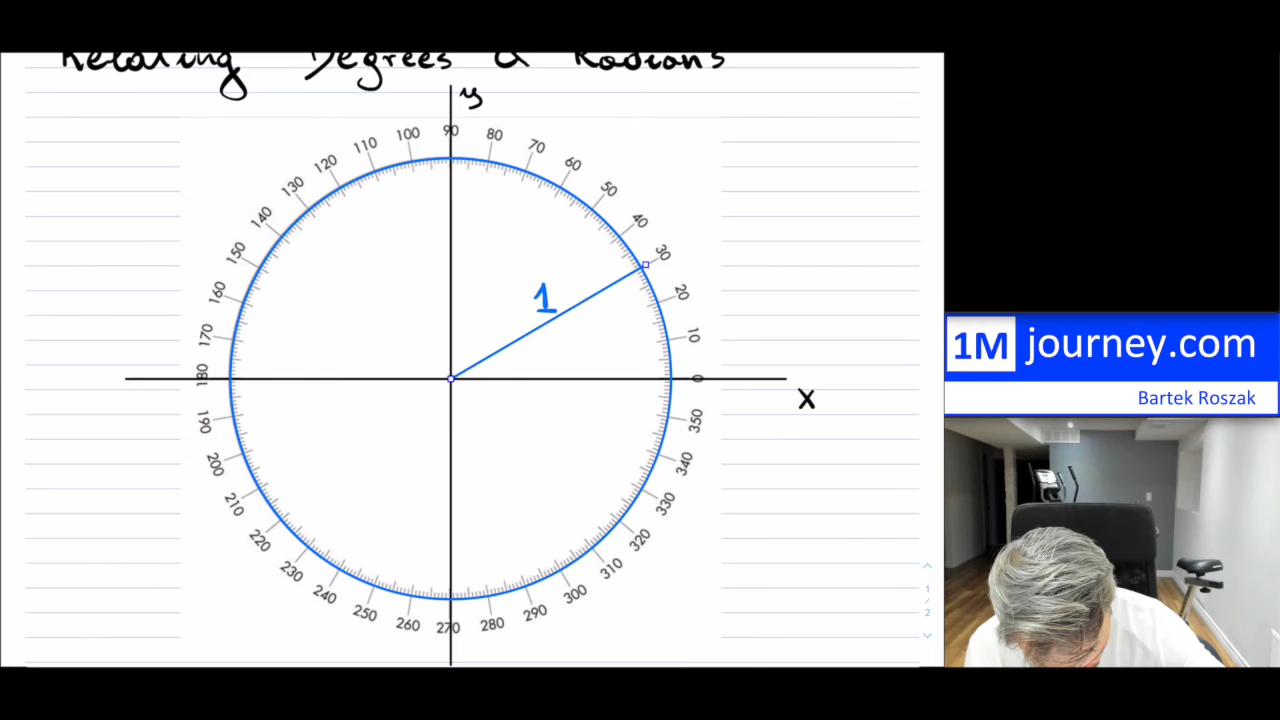 Relating Degrees & Radians
y
90
100 80
110 70
120 60
130 50
140 40
150 30
160 1 20
170 10
180 0
x
190 350
200 340
210 330
220 320
230 310
240 300
250 290
260 270 280
1M journey.com
Bartek Roszak
1
/
2